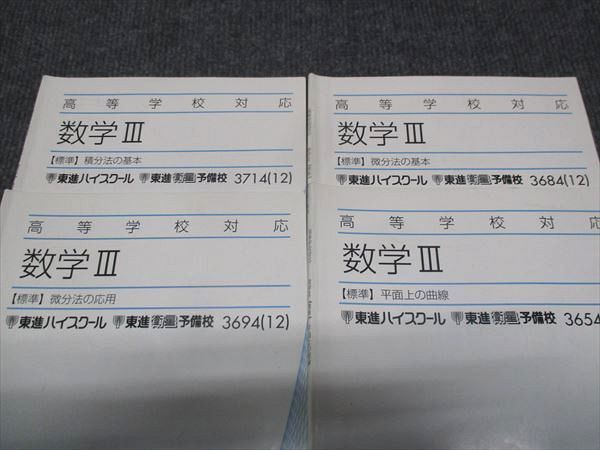 高等学校対応
数学Ⅲ
【標準】積分法の基本
東進ハイスクール 東進衛星予備校 3714(12)
高等学校対応
数学Ⅲ
【標準】微分法の基本
東進ハイスクール 東進衛星予備校 3684(12)
高等学校対応
数学Ⅲ
【標準】微分法の応用
東進ハイスクール 東進衛星予備校 3694(12)
高等学校対応
数学Ⅲ
【標準】平面上の曲線
東進ハイスクール 東進衛星予備校 3654